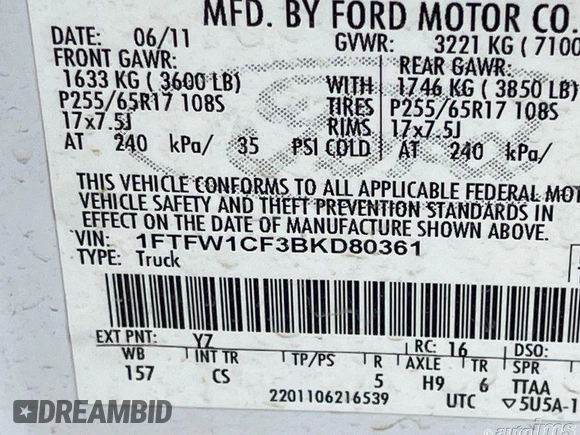 MFD. BY FORD MOTOR CO.
DATE: 06/11 GVWR: 3221 KG ( 7100
FRONT GAWR: REAR GAWR:
1633 KG ( 3600 LB) WITH 1746 KG ( 3850 LB)
P255/65R17 108S TIRES P255/65R17 108S
17x7.5J RIMS 17x7.5J
AT 240 kPa/ 35 PSI COLD AT 240 kPa/
THIS VEHICLE CONFORMS TO ALL APPLICABLE FEDERAL MOT
VEHICLE SAFETY AND THEFT PREVENTION STANDARDS IN
EFFECT ON THE DATE OF MANUFACTURE SHOWN ABOVE.
VIN: 1FTFW1CF3BKD80361
TYPE: Truck
EXT PNT: YZ RC: 16 DSO:
WB INT TR TP/PS R AXLE TR SPR
157 CS 5 H9 6 TTAA
2201106216539 UTC ▽5U5A-1
DREAMBID
autoims